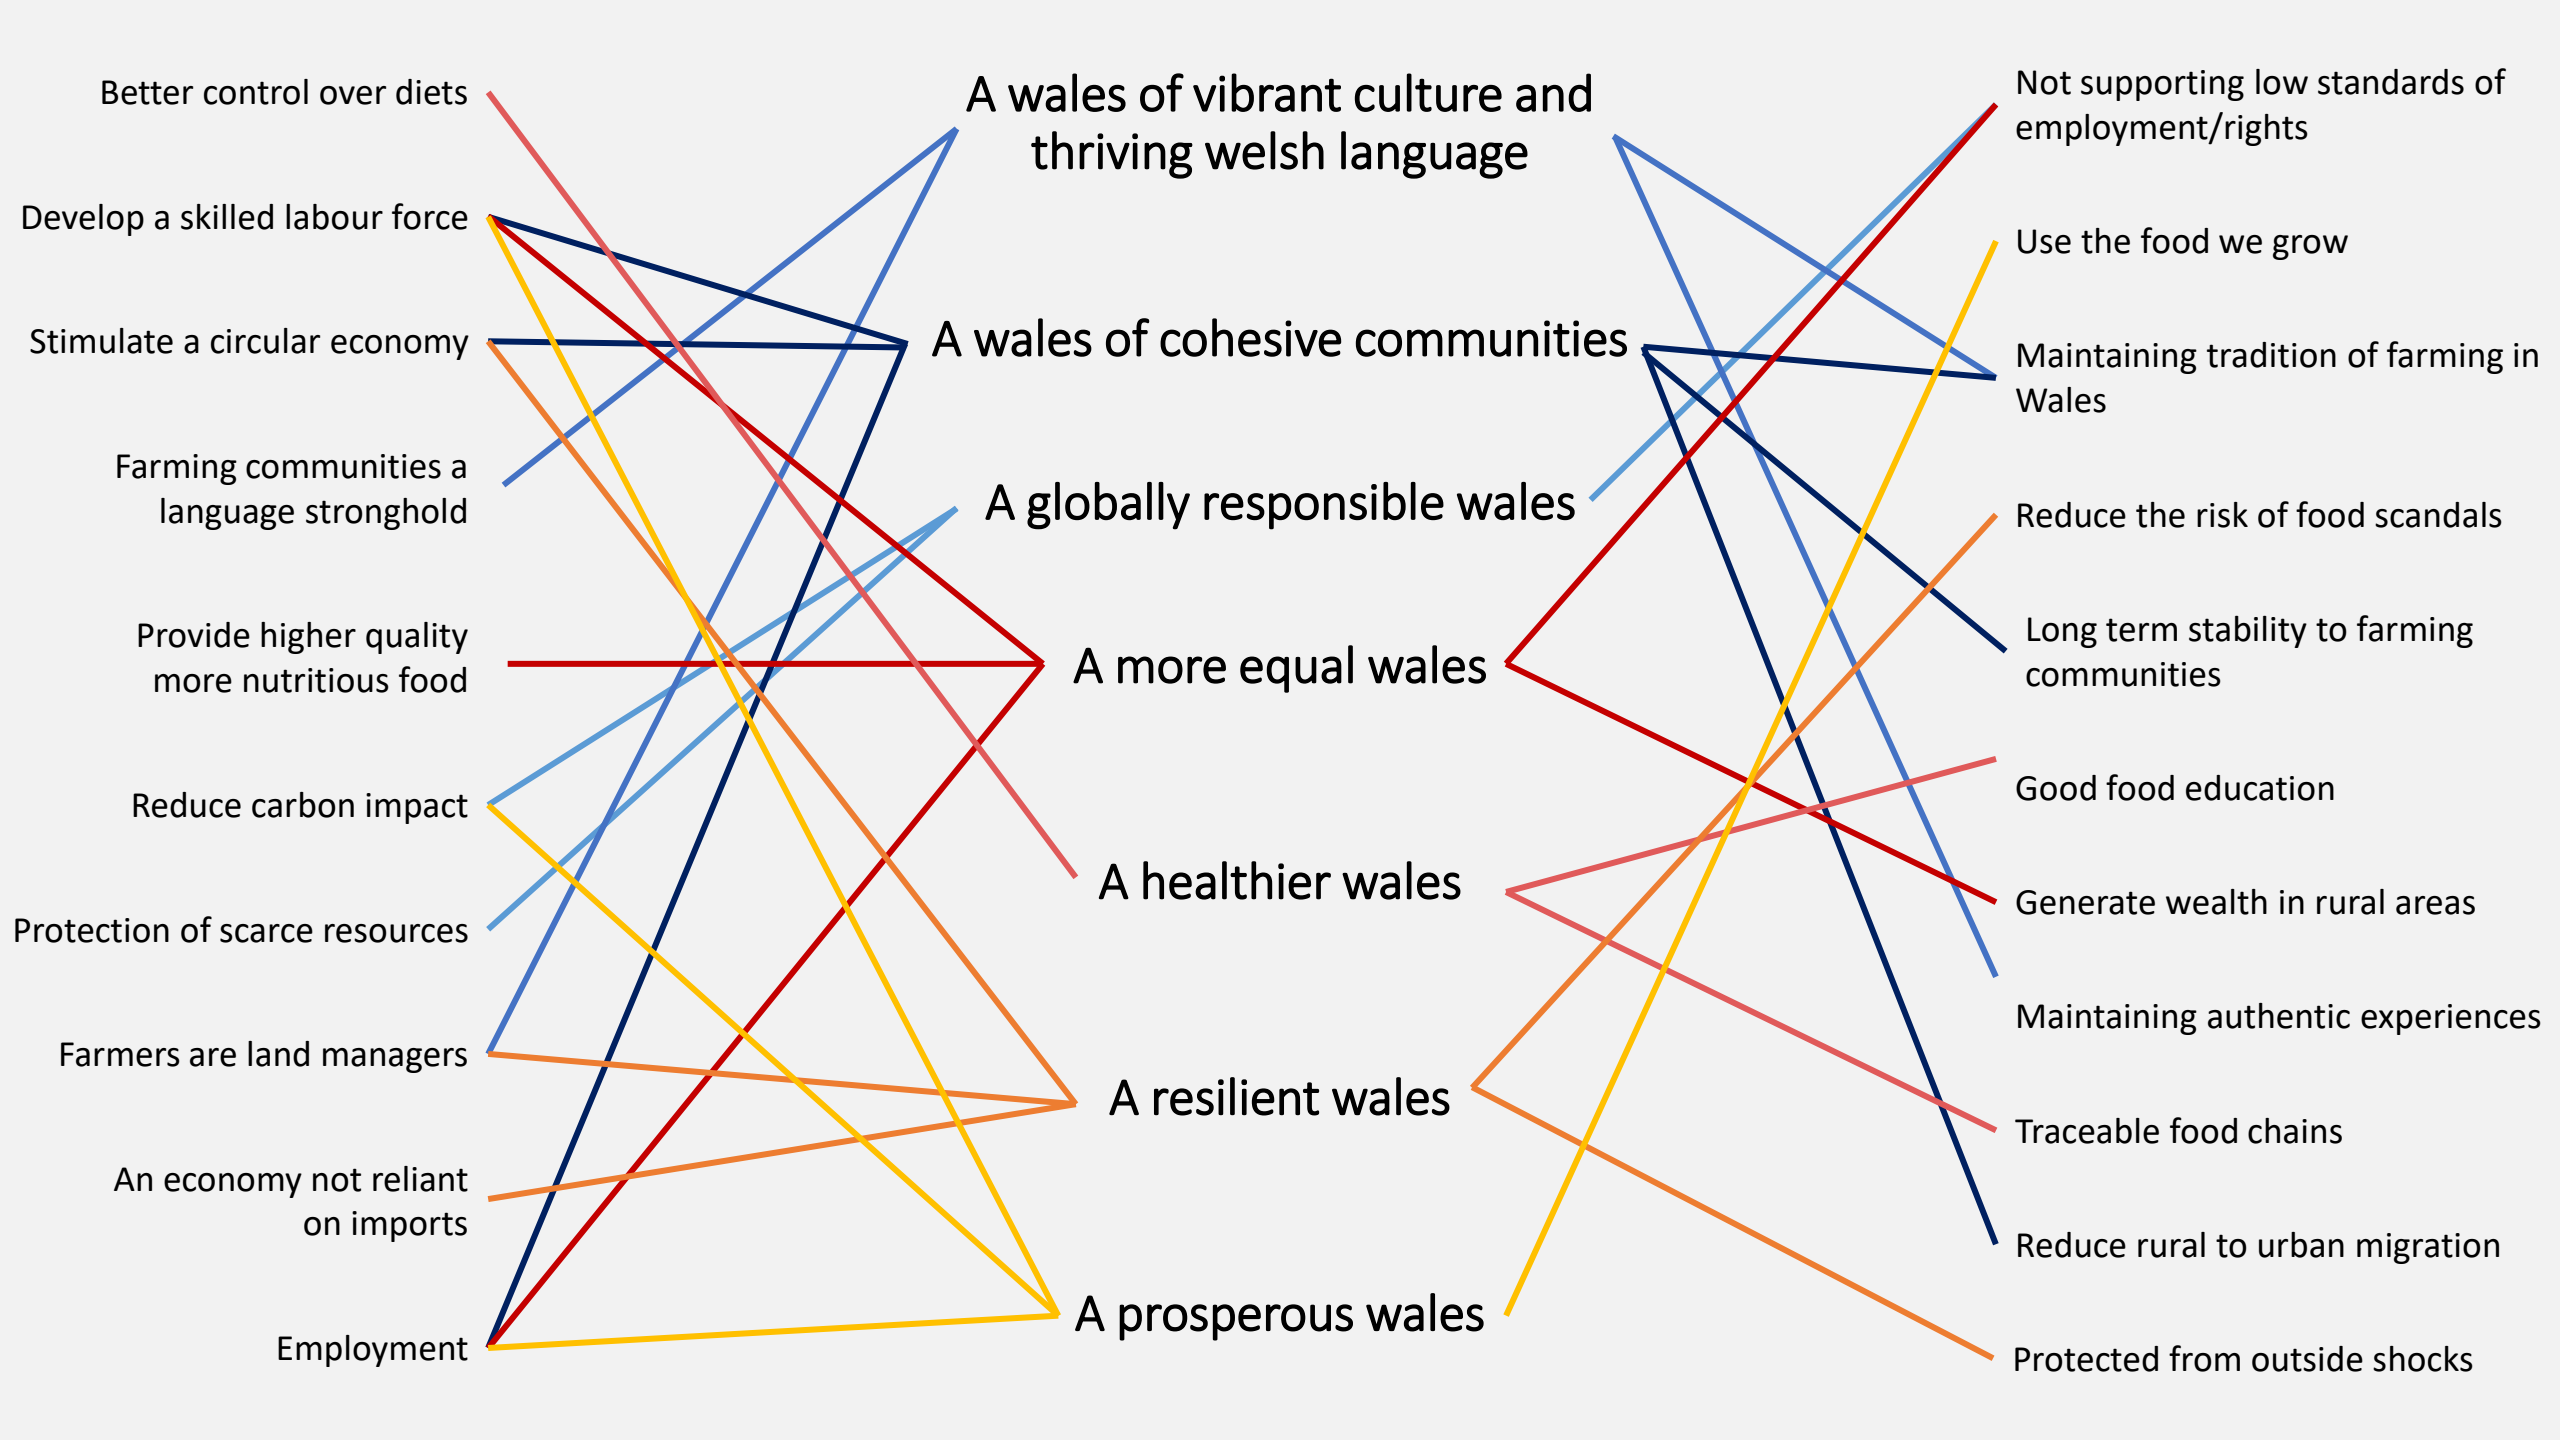 Better control over diets
Develop a skilled labour force
Stimulate a circular economy
Farming communities a
language stronghold
Provide higher quality
more nutritious food
Reduce carbon impact
Protection of scarce resources
Farmers are land managers
An economy not reliant
on imports
Employment
A wales of vibrant culture and
thriving welsh language
A wales of cohesive communities
A globally responsible wales
A more equal wales
A healthier wales
A resilient wales
A prosperous wales
Not supporting low standards of
employment/rights
Use the food we grow
Maintaining tradition of farming in
Wales
Reduce the risk of food scandals
Long term stability to farming
communities
Good food education
Generate wealth in rural areas
Maintaining authentic experiences
Traceable food chains
Reduce rural to urban migration
Protected from outside shocks